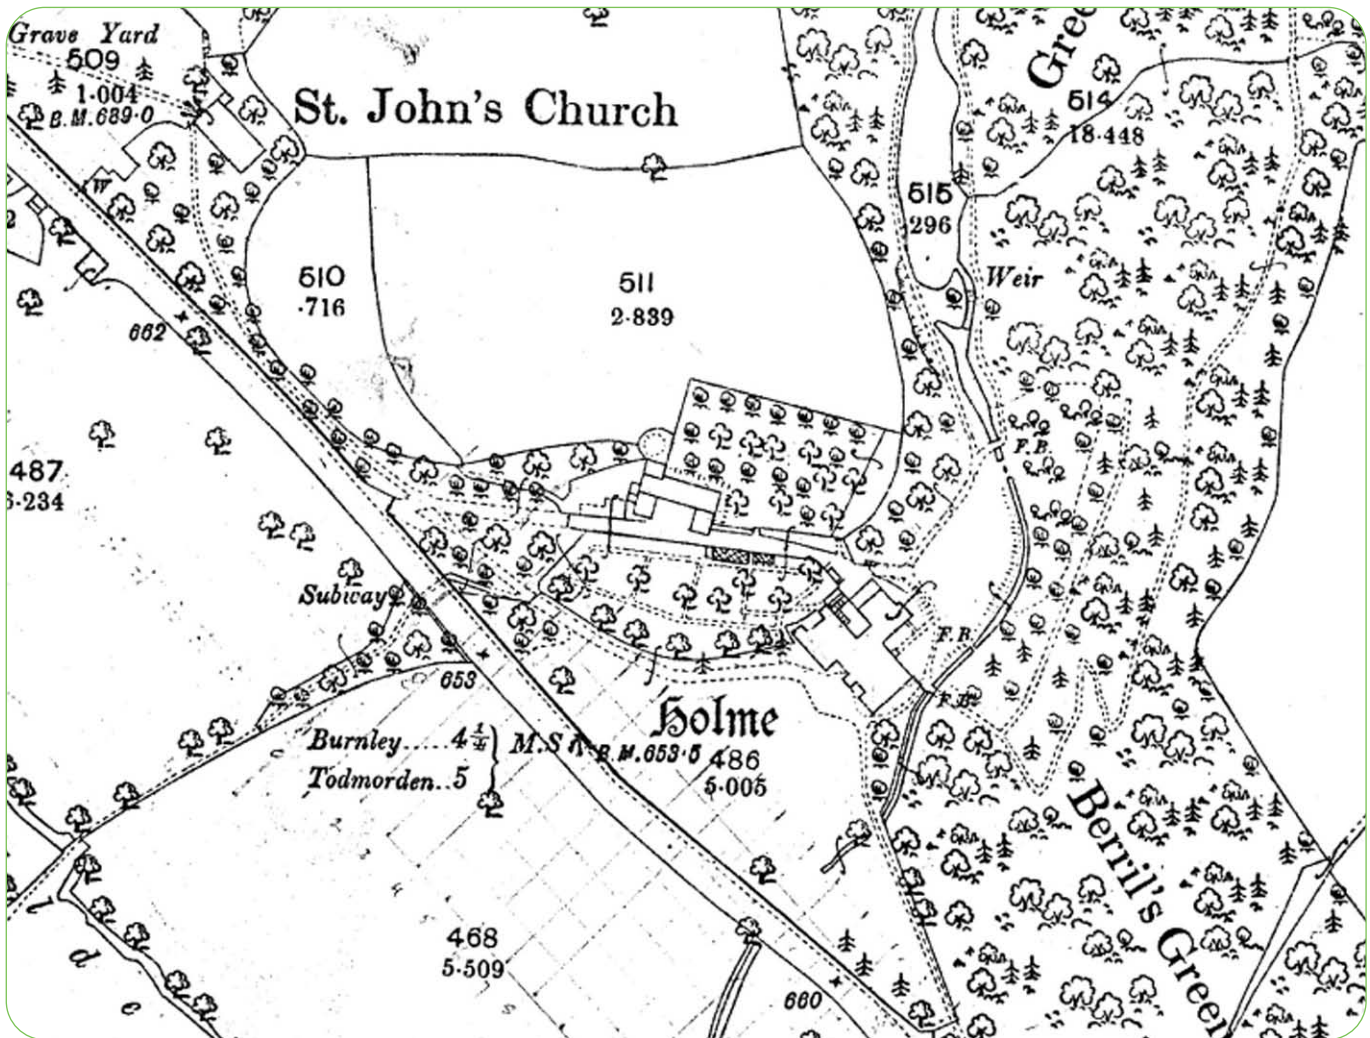 Grave Yard
509
1·004
B.M.689·0
St. John's Church
Gree
514
18·448
515
·296
Weir
510
·716
511
2·839
662
487
6·234
F.B.
Subway
F.B.
F.B.
653
Holme
486
5·005
Burnley.....4½
Todmorden..5
M.S
B.M.653·5
Berril's Green
468
5·509
l
d
e
660